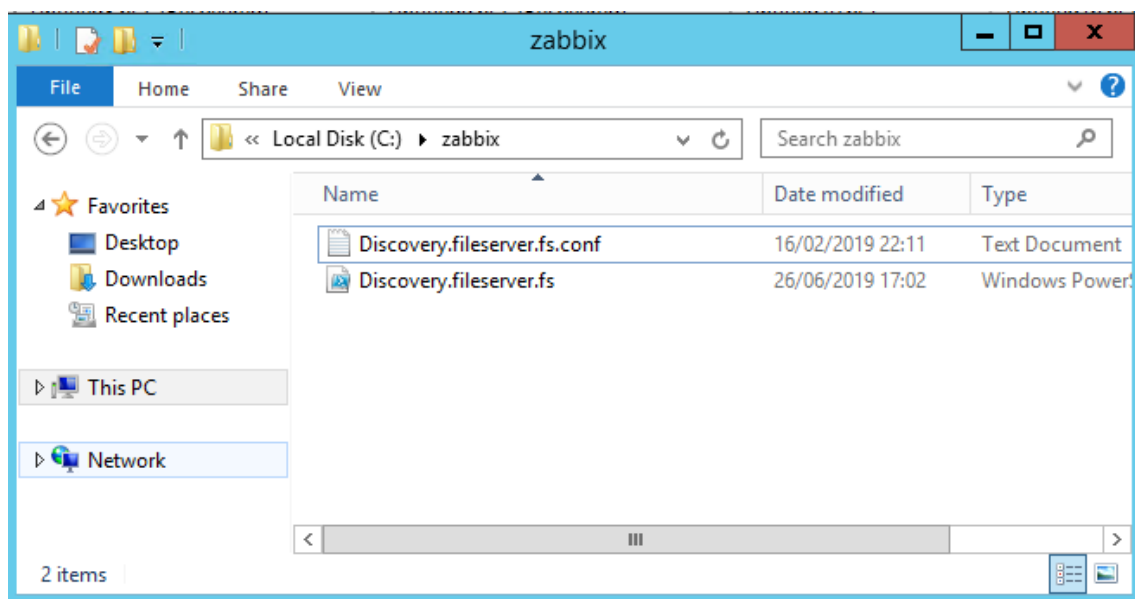 zabbix
File Home Share View
« Local Disk (C:) zabbix Search zabbix
Name Date modified Type
Favorites
Desktop
Downloads
Recent places
This PC
Network
Discovery.fileserver.fs.conf 16/02/2019 22:11 Text Document
Discovery.fileserver.fs 26/06/2019 17:02 Windows Power
2 items